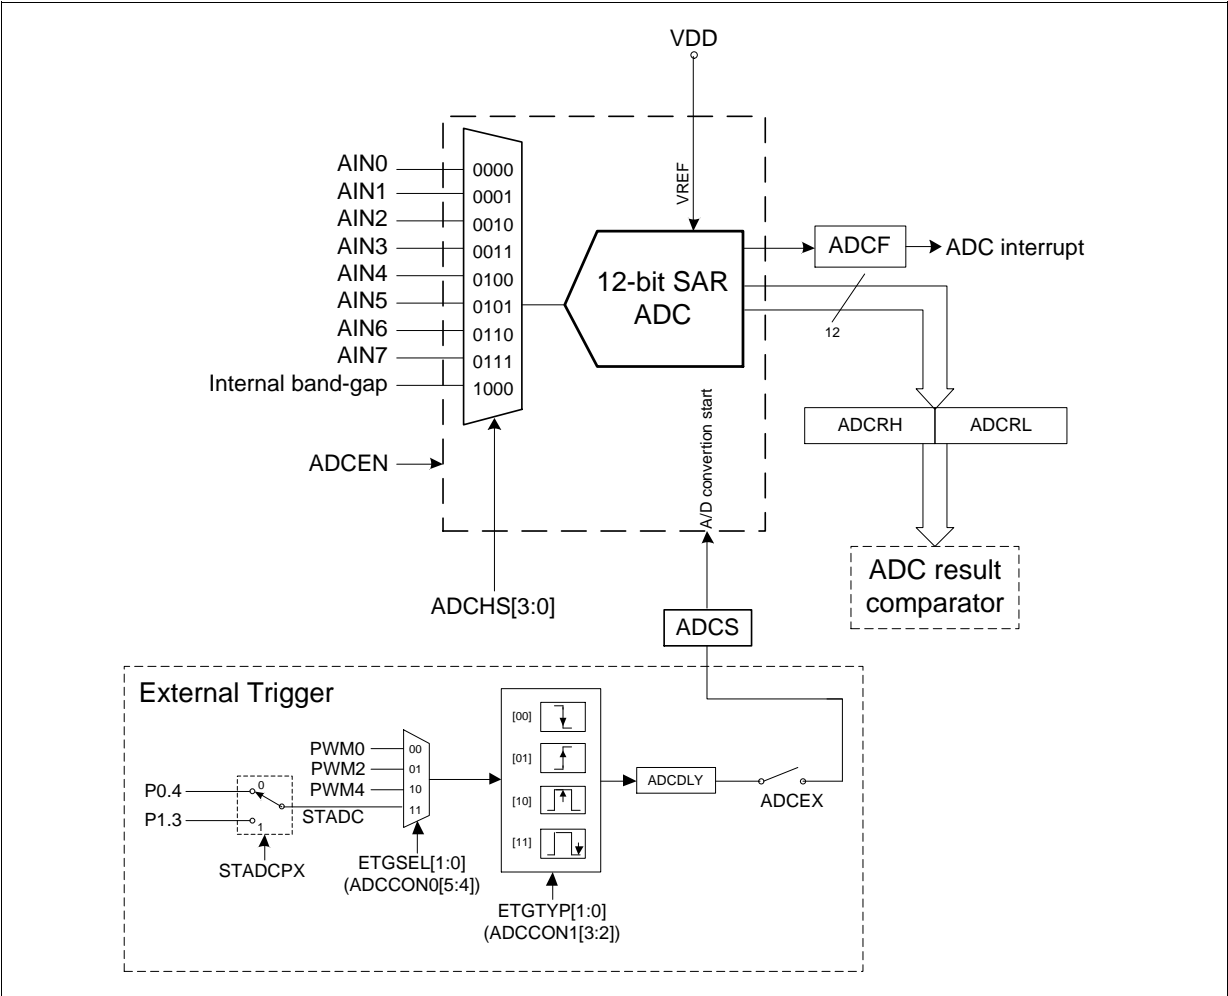 VDD
VREF
AIN0
AIN1
AIN2
AIN3
AIN4
AIN5
AIN6
AIN7
Internal band-gap
0000
0001
0010
0011
0100
0101
0110
0111
1000
12-bit SAR
ADC
ADCF
ADC interrupt
12
ADCRH
ADCRL
ADCEN
A/D convertion start
ADC result
comparator
ADCHS[3:0]
ADCS
External Trigger
P0.4
P1.3
0
1
STADCPX
PWM0
PWM2
PWM4
STADC
00
01
10
11
ETGSEL[1:0]
(ADCCON0[5:4])
[00]
[01]
[10]
[11]
ETGTYP[1:0]
(ADCCON1[3:2])
ADCDLY
ADCEX